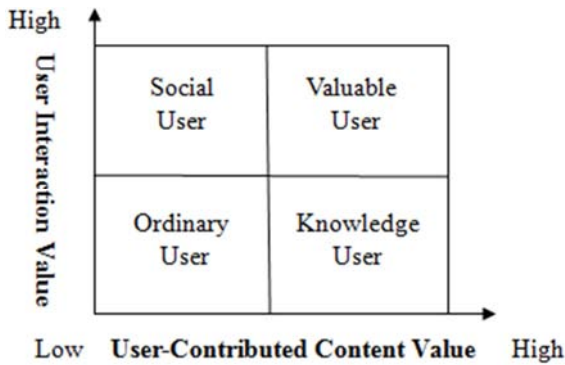 High
User Interaction Value
Social
User
Valuable
User
Ordinary
User
Knowledge
User
Low
User-Contributed Content Value
High